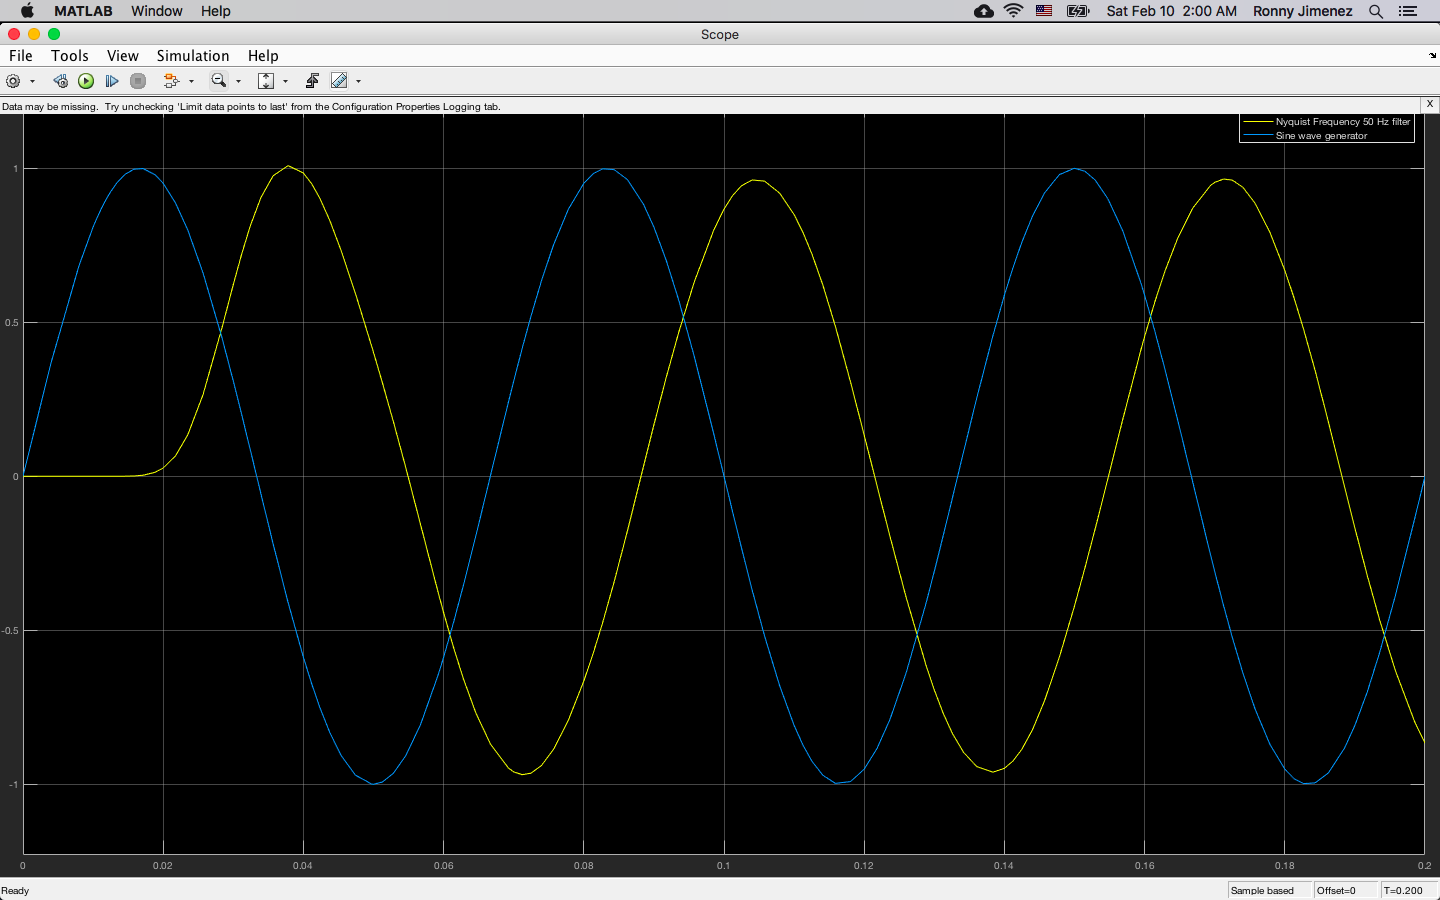 MATLAB Window Help Sat Feb 10 2:00 AM Ronny Jimenez
Scope
File Tools View Simulation Help
Data may be missing. Try unchecking 'Limit data points to last' from the Configuration Properties Logging tab. X
Nyquist Frequency 50 Hz filter
Sine wave generator
1
0.5
0
-0.5
-1
0 0.02 0.04 0.06 0.08 0.1 0.12 0.14 0.16 0.18 0.2
Ready Sample based Offset=0 T=0.200